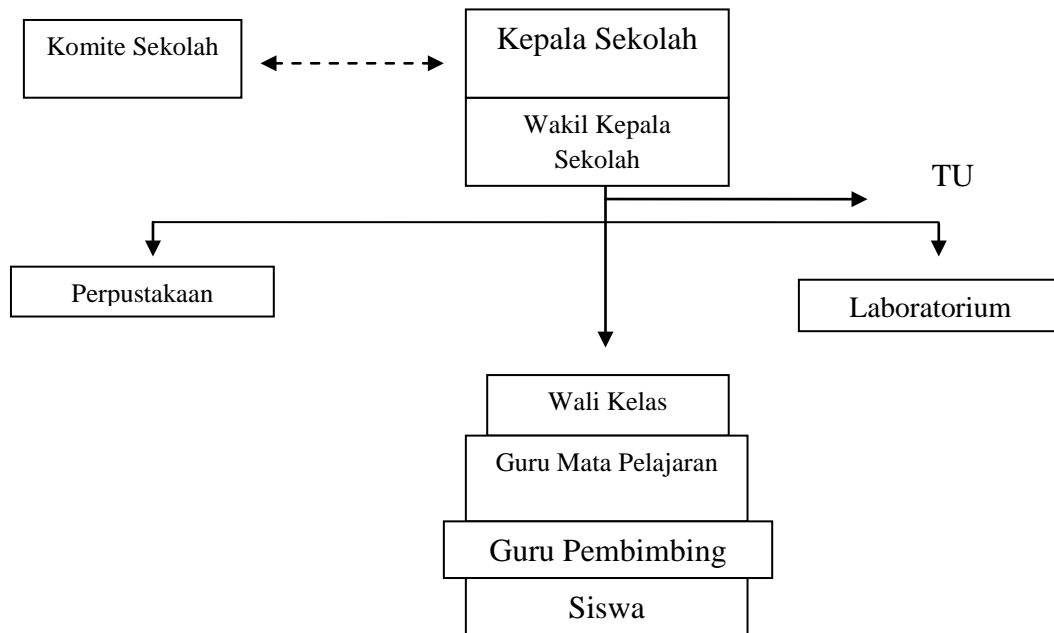 Komite Sekolah
Kepala Sekolah
Wakil Kepala
Sekolah
TU
Perpustakaan
Laboratorium
Wali Kelas
Guru Mata Pelajaran
Guru Pembimbing
Siswa